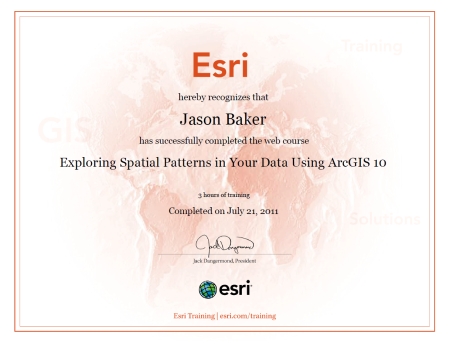 Esri
Training
hereby recognizes that
Jason Baker
GIS
has successfully completed the web course
Exploring Spatial Patterns in Your Data Using ArcGIS 10
3 hours of training
Completed on July 21, 2011
Solutions
Jack Dangermond
Jack Dangermond, President
esri
Esri Training | esri.com/training